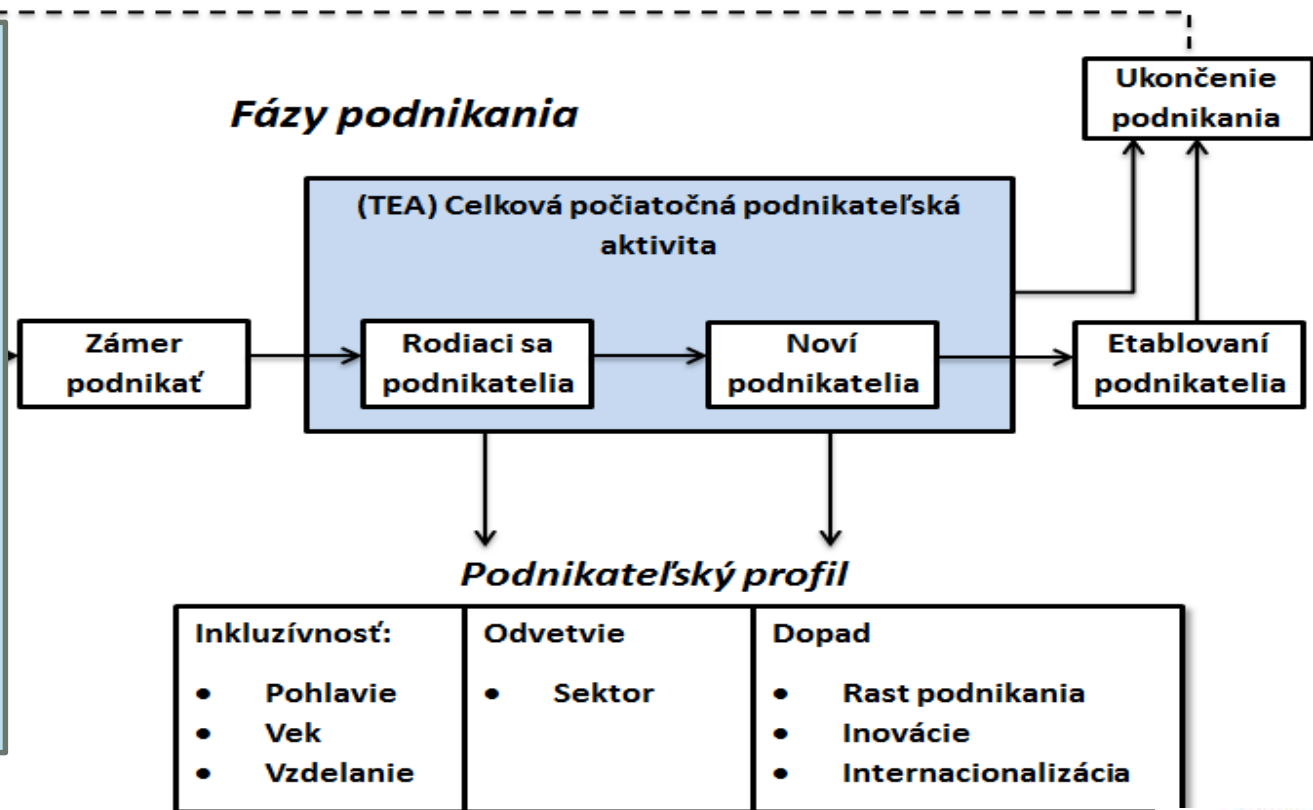 Fázy podnikania
Ukončenie
podnikania
(TEA) Celková počiatočná podnikateľská
aktivita
Zámer
podnikať
Rodiaci sa
podnikatelia
Noví
podnikatelia
Etablovaní
podnikatelia
Podnikateľský profil
Inkluzívnosť:
• Pohlavie
• Vek
• Vzdelanie
Odvetvie
• Sektor
Dopad
• Rast podnikania
• Inovácie
• Internacionalizácia